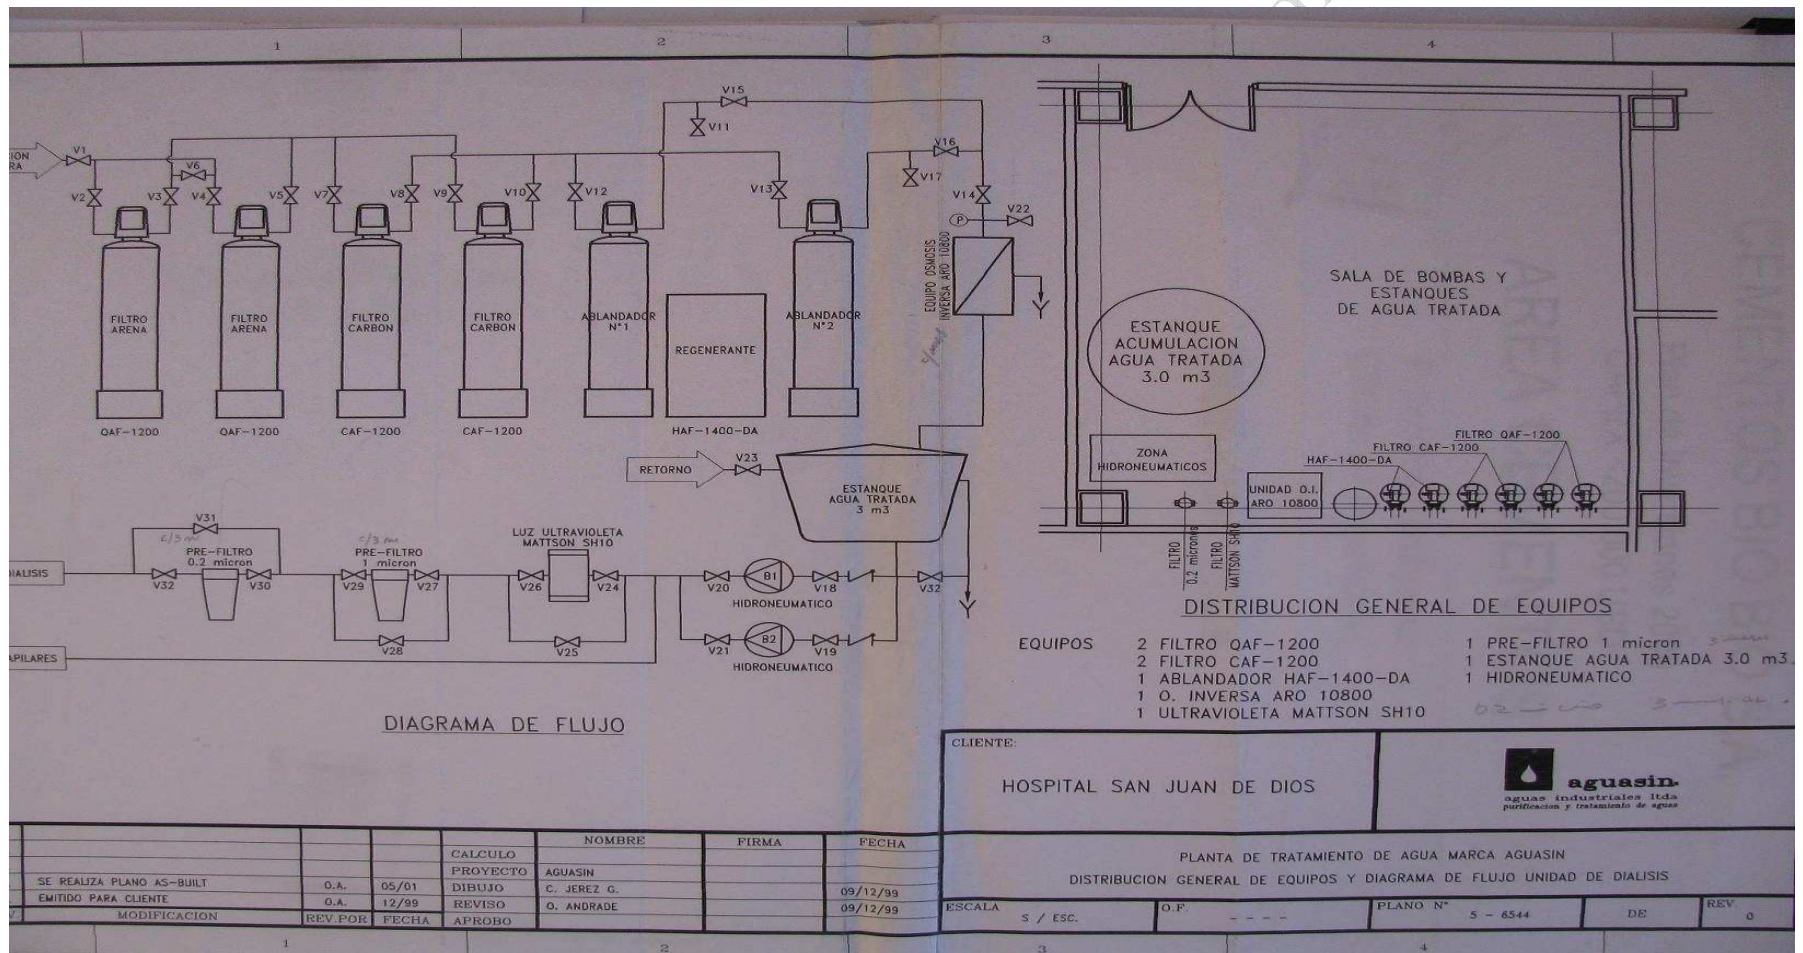 1 2 3 4
CION
RA
V1
V2
V3
V6
V4
V5
V7
V8
V9
V10
V12
V15
V11
V13
V16
V17
V14
V22
P
FILTRO
ARENA
FILTRO
ARENA
FILTRO
CARBON
FILTRO
CARBON
ABLANDADOR
N°1
REGENERANTE
ABLANDADOR
N°2
EQUIPO OSMOSIS
INVERSA ARO 10800
QAF-1200
QAF-1200
CAF-1200
CAF-1200
HAF-1400-DA
RETORNO
V23
ESTANQUE
AGUA TRATADA
3 m3
V31
PRE-FILTRO
0.2 micron
V32
V30
PRE-FILTRO
1 micron
V29
V27
V28
LUZ ULTRAVIOLETA
MATTSON SH10
V26
V24
V25
V20
B1
V18
HIDRONEUMATICO
V32
V21
B2
V19
HIDRONEUMATICO
DIALISIS
APILARES
DIAGRAMA DE FLUJO
SALA DE BOMBAS Y
ESTANQUES
DE AGUA TRATADA
ESTANQUE
ACUMULACION
AGUA TRATADA
3.0 m3
ZONA
HIDRONEUMATICOS
UNIDAD O.I.
ARO 10800
HAF-1400-DA
FILTRO CAF-1200
FILTRO QAF-1200
FILTRO
0.2 micrones
FILTRO
MATTSON SH10
DISTRIBUCION GENERAL DE EQUIPOS
EQUIPOS 2 FILTRO QAF-1200 1 PRE-FILTRO 1 micron
2 FILTRO CAF-1200 1 ESTANQUE AGUA TRATADA 3.0 m3.
1 ABLANDADOR HAF-1400-DA 1 HIDRONEUMATICO
1 O. INVERSA ARO 10800
1 ULTRAVIOLETA MATTSON SH10
CLIENTE:
HOSPITAL SAN JUAN DE DIOS
aguasin.
aguas industriales ltda
purificacion y tratamiento de aguas
PLANTA DE TRATAMIENTO DE AGUA MARCA AGUASIN
DISTRIBUCION GENERAL DE EQUIPOS Y DIAGRAMA DE FLUJO UNIDAD DE DIALISIS
ESCALA S / ESC. O.F. - - - - PLANO N° 5 - 6544 DE REV. 0
NOMBRE FIRMA FECHA
CALCULO
PROYECTO AGUASIN
SE REALIZA PLANO AS-BUILT O.A. 05/01 DIBUJO C. JEREZ G. 09/12/99
EMITIDO PARA CLIENTE O.A. 12/99 REVISO O. ANDRADE 09/12/99
MODIFICACION REV.POR FECHA APROBO
1 2 3 4